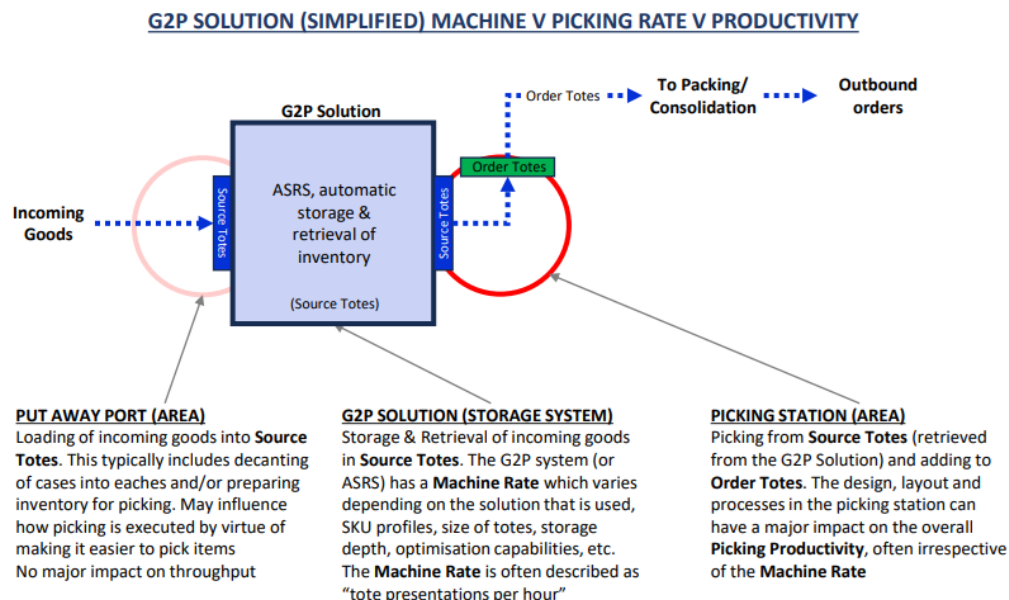 G2P SOLUTION (SIMPLIFIED) MACHINE V PICKING RATE V PRODUCTIVITY
Order Totes
To Packing/
Consolidation
Outbound
orders
G2P Solution
Order Totes
Incoming
Goods
Source Totes
ASRS, automatic
storage &
retrieval of
inventory
(Source Totes)
Source Totes
PUT AWAY PORT (AREA)
Loading of incoming goods into Source
Totes. This typically includes decanting
of cases into eaches and/or preparing
inventory for picking. May influence
how picking is executed by virtue of
making it easier to pick items
No major impact on throughput
G2P SOLUTION (STORAGE SYSTEM)
Storage & Retrieval of incoming goods
in Source Totes. The G2P system (or
ASRS) has a Machine Rate which varies
depending on the solution that is used,
SKU profiles, size of totes, storage
depth, optimisation capabilities, etc.
The Machine Rate is often described as
“tote presentations per hour”
PICKING STATION (AREA)
Picking from Source Totes (retrieved
from the G2P Solution) and adding to
Order Totes. The design, layout and
processes in the picking station can
have a major impact on the overall
Picking Productivity, often irrespective
of the Machine Rate